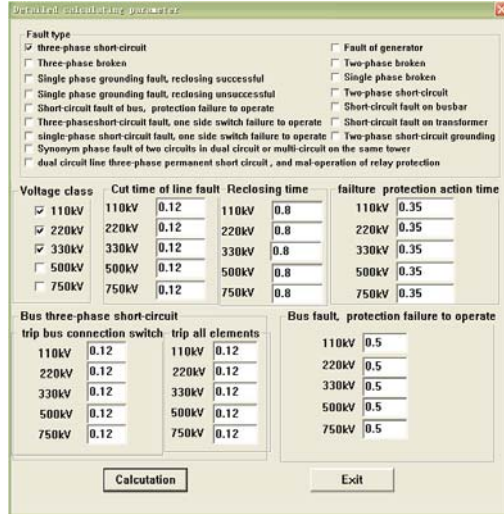 Detailed calculating parameter
Fault type
three-phase short-circuit
Fault of generator
Three-phase broken
Two-phase broken
Single phase grounding fault, reclosing successful
Single phase broken
Single phase grounding fault, reclosing unsuccessful
Two-phase short-circuit
Short-circuit fault of bus, protection failure to operate
Short-circuit fault on busbar
Three-phaseshort-circuit fault, one side switch failure to operate
Short-circuit fault on transformer
single-phase short-circuit fault, one side switch failure to operate
Two-phase short-circuit grounding
Synonym phase fault of two circuits in dual circuit or multi-circuit on the same tower
dual circuit line three-phase permanent short circuit , and mal-operation of relay protection
Voltage class
110kV
220kV
330kV
500kV
750kV
Cut time of line fault
110kV 0.12
220kV 0.12
330kV 0.12
500kV 0.12
750kV 0.12
Reclosing time
110kV 0.8
220kV 0.8
330kV 0.8
500kV 0.8
750kV 0.8
failture protection action time
110kV 0.35
220kV 0.35
330kV 0.35
500kV 0.35
750kV 0.35
Bus three-phase short-circuit
trip bus connection switch
110kV 0.12
220kV 0.12
330kV 0.12
500kV 0.12
750kV 0.12
trip all elements
110kV 0.12
220kV 0.12
330kV 0.12
500kV 0.12
750kV 0.12
Bus fault, protection failure to operate
110kV 0.5
220kV 0.5
330kV 0.5
500kV 0.5
750kV 0.5
Calcutation
Exit